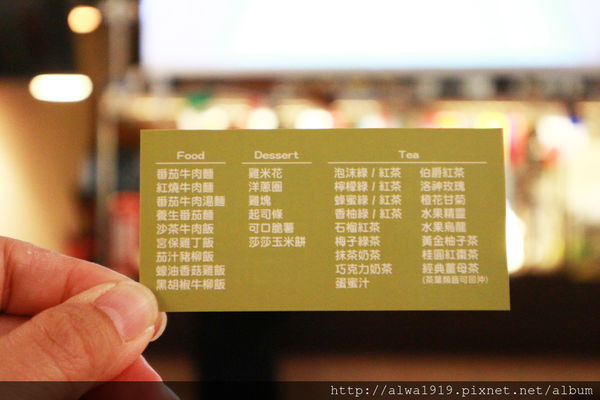 Food
番茄牛肉麵
紅燒牛肉麵
番茄牛肉湯麵
養生番茄麵
沙茶牛肉飯
宮保雞丁飯
茄汁豬柳飯
蠔油香菇雞飯
黑胡椒牛柳飯
Dessert
雞米花
洋蔥圈
雞塊
起司條
可口脆薯
莎莎玉米餅
Tea
泡沫綠 / 紅茶
檸檬綠 / 紅茶
蜂蜜綠 / 紅茶
香柚綠 / 紅茶
石榴紅茶
梅子綠茶
抹茶奶茶
巧克力奶茶
蛋蜜汁
伯爵紅茶
洛神玫瑰
橙花甘菊
水果精靈
水果烏龍
黃金柚子茶
桂圓紅棗茶
經典薑母茶
(茶葉類皆可回沖)
http://alwa1919.pixnet.net/album